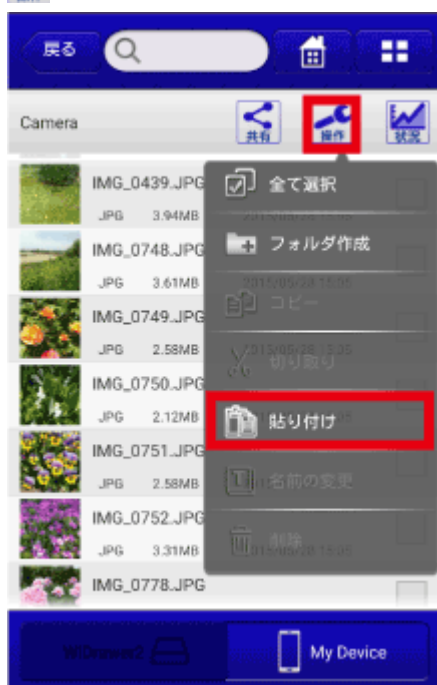 戻る
Camera
共有
操作
状況
IMG_0439.JPG
JPG 3.94MB
IMG_0748.JPG
JPG 3.61MB
IMG_0749.JPG
JPG 2.58MB
IMG_0750.JPG
JPG 2.12MB
IMG_0751.JPG
JPG 2.58MB
IMG_0752.JPG
JPG 3.31MB
IMG_0778.JPG
全て選択
フォルダ作成
コピー
切り取り
貼り付け
名前の変更
削除
WiDrawer2
My Device